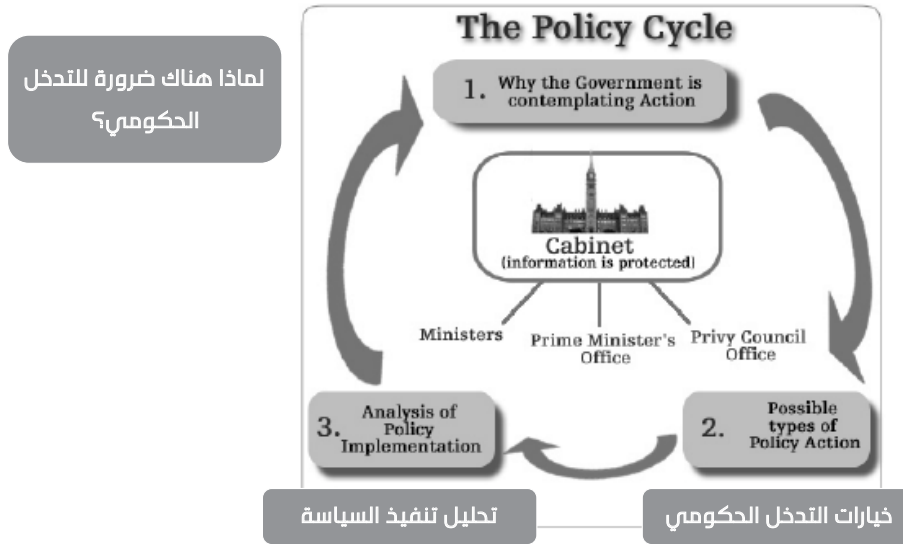 The Policy Cycle
لماذا هناك ضرورة للتدخل
الحكومي؟
1. Why the Government is
contemplating Action
Cabinet
(information is protected)
Ministers
Prime Minister's
Office
Privy Council
Office
3. Analysis of
Policy
Implementation
2. Possible
types of
Policy Action
تحليل تنفيذ السياسة
خيارات التدخل الحكومي